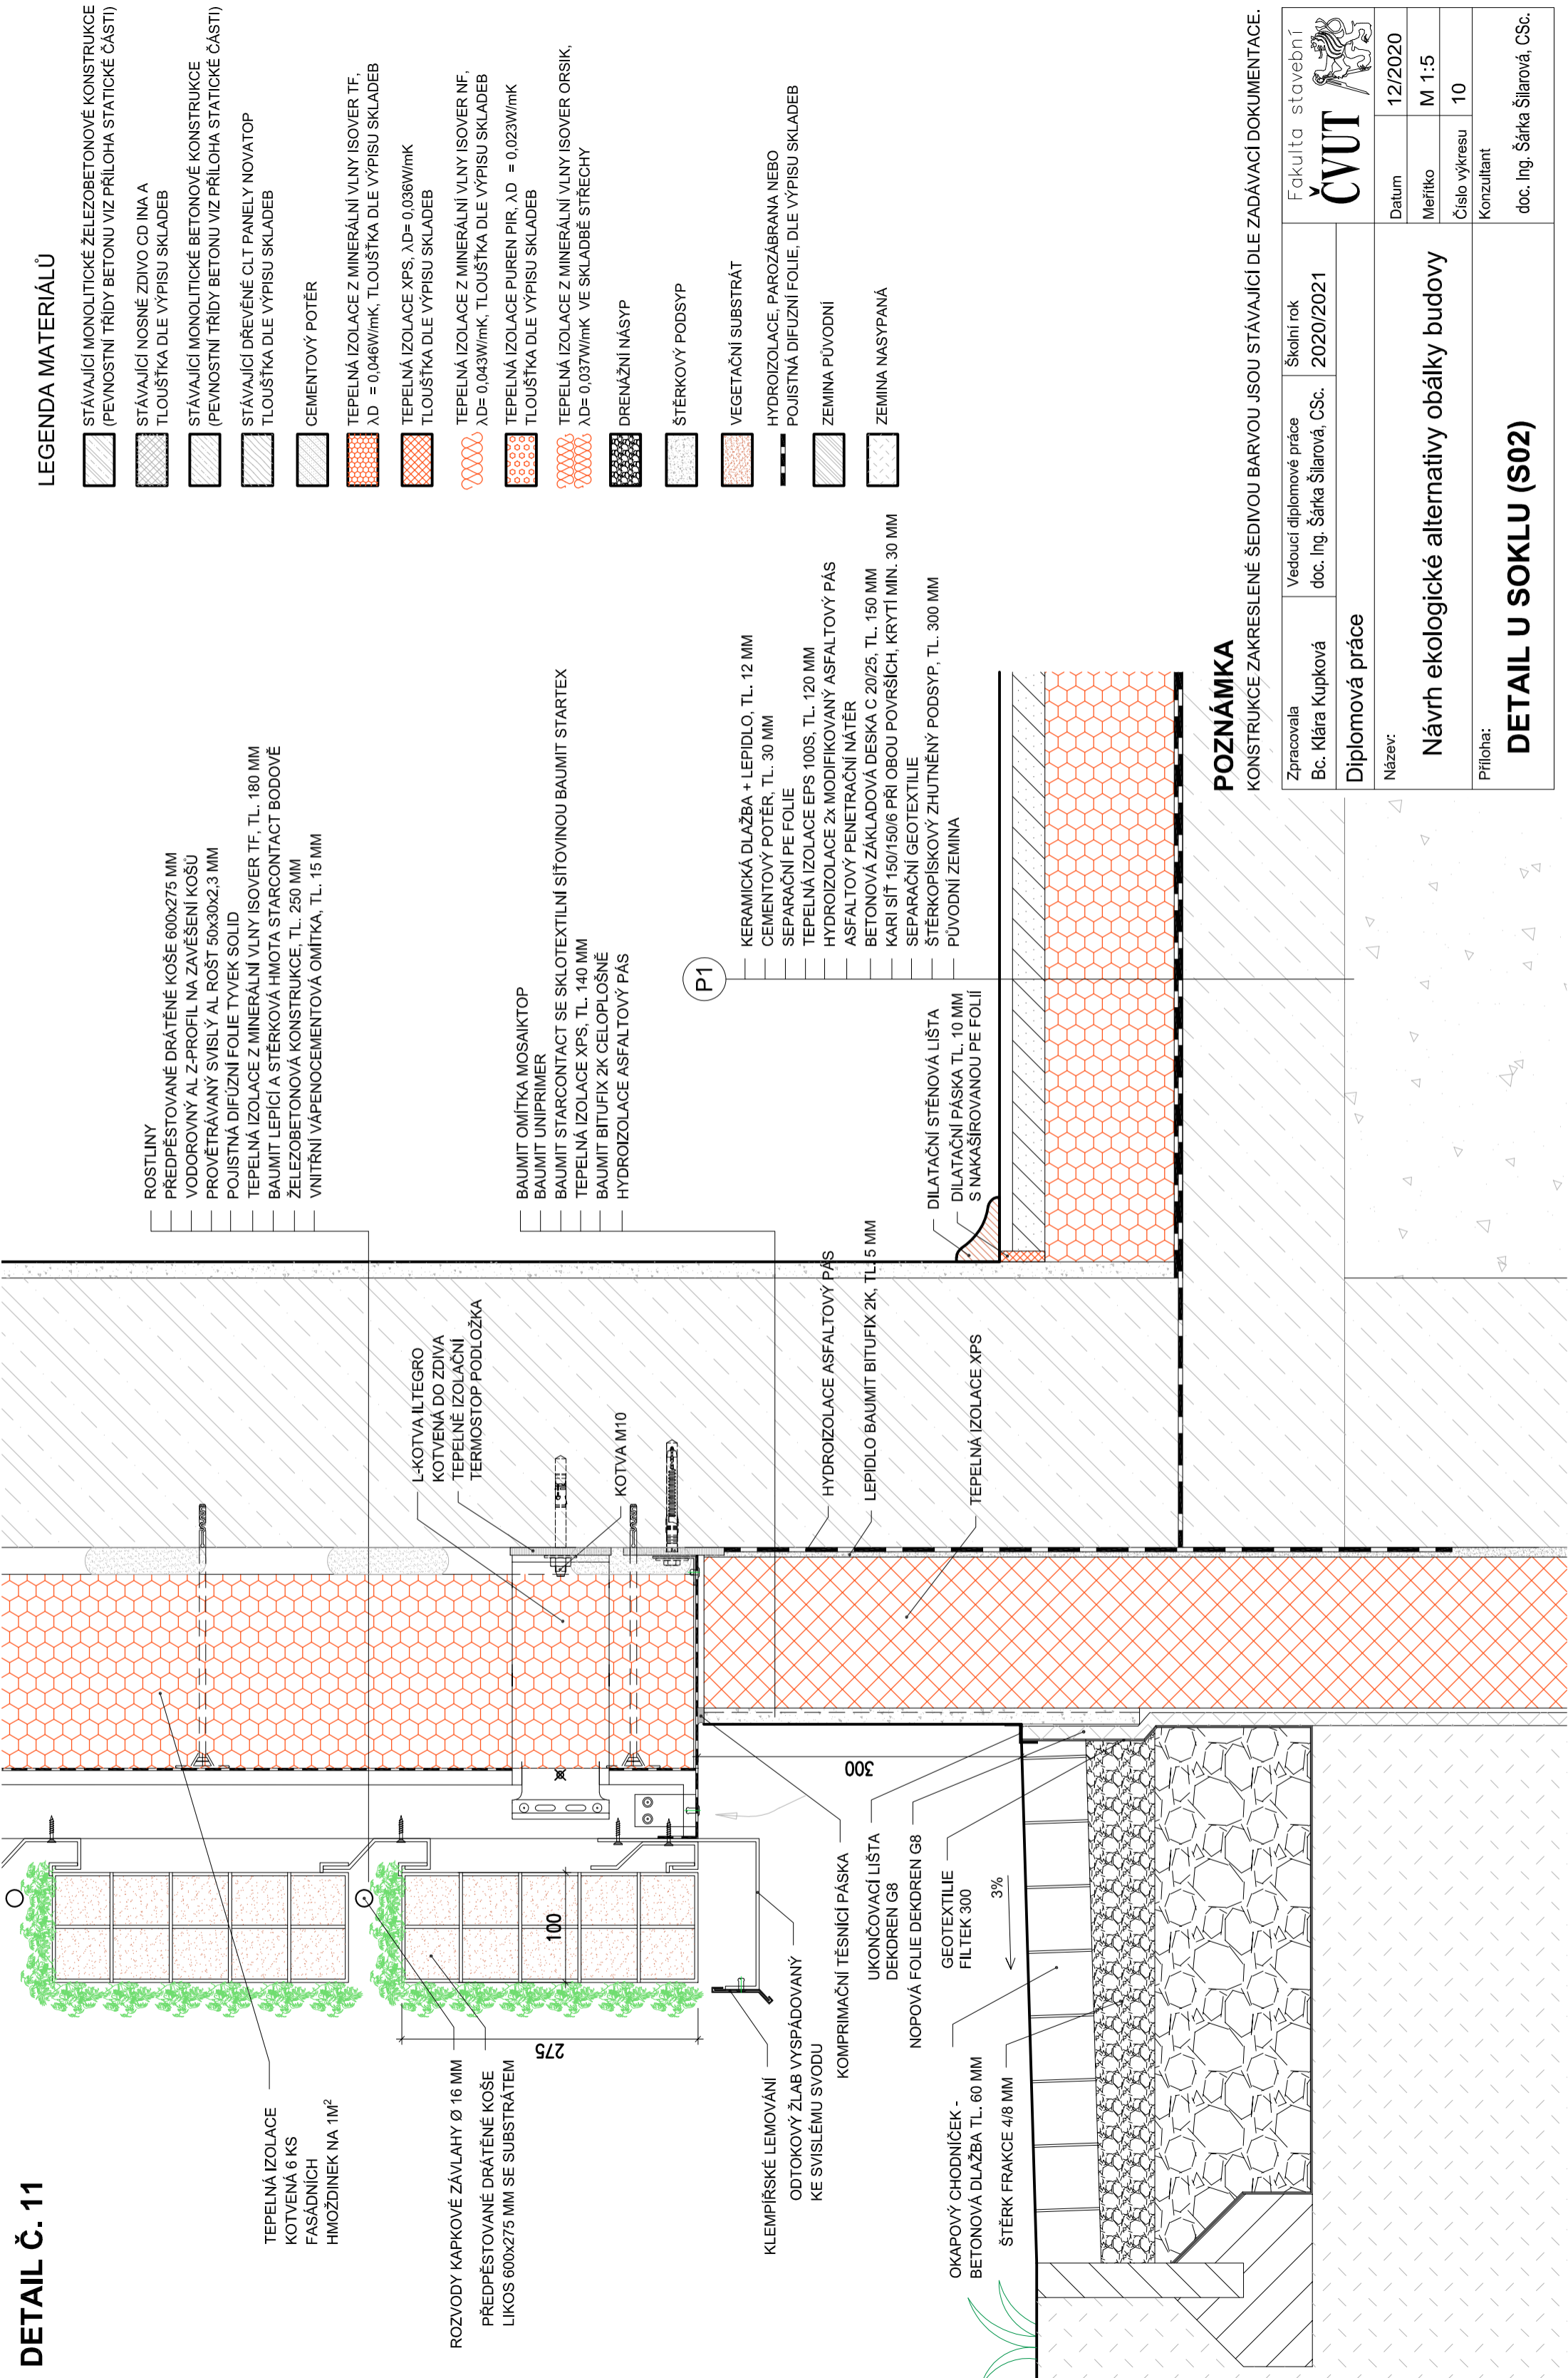 DETAIL Č. 11
ROSTLINY
PŘEDPĚSTOVANÉ DRÁTĚNÉ KOŠE 600x275 MM
VODOROVNÝ AL Z-PROFIL NA ZAVĚŠENÍ KOŠŮ
PROVĚTRÁVANÝ SVISLÝ AL ROŠT 50x30x2,3 MM
POJISTNÁ DIFÚZNÍ FOLIE TYVEK SOLID
TEPELNÁ IZOLACE Z MINERÁLNÍ VLNY ISOVER TF, TL. 180 MM
BAUMIT LEPÍCÍ A STĚRKOVÁ HMOTA STARCONTACT BODOVĚ
ŽELEZOBETONOVÁ KONSTRUKCE, TL. 250 MM
VNITŘNÍ VÁPENOCEMENTOVÁ OMÍTKA, TL. 15 MM
TEPELNÁ IZOLACE
KOTVENÁ 6 KS
FASÁDNÍCH
HMOŽDINEK NA 1M²
ROZVODY KAPKOVÉ ZÁVLAHY Ø 16 MM
PŘEDPĚSTOVANÉ DRÁTĚNÉ KOŠE
LIKOS 600x275 MM SE SUBSTRÁTEM
275
100
L-KOTVA ILTEGRO
KOTVENÁ DO ZDIVA
TEPELNĚ IZOLAČNÍ
TERMOSTOP PODLOŽKA
KOTVA M10
BAUMIT OMÍTKA MOSAIKTOP
BAUMIT UNIPRIMER
BAUMIT STARCONTACT SE SKLOTEXTILNÍ SÍŤOVINOU BAUMIT STARTEX
TEPELNÁ IZOLACE XPS, TL. 140 MM
BAUMIT BITUFIX 2K CELOPLOŠNĚ
HYDROIZOLACE ASFALTOVÝ PÁS
KLEMPÍŘSKÉ LEMOVÁNÍ
ODTOKOVÝ ŽLAB VYSPÁDOVANÝ
KE SVISLÉMU SVODU
KOMPRIMAČNÍ TĚSNÍCÍ PÁSKA
300
UKONČOVACÍ LIŠTA
DEKDREN G8
NOPOVÁ FOLIE DEKDREN G8
GEOTEXTILIE
FILTEK 300
3%
OKAPOVÝ CHODNÍČEK -
BETONOVÁ DLAŽBA TL. 60 MM
ŠTĚRK FRAKCE 4/8 MM
HYDROIZOLACE ASFALTOVÝ PÁS
LEPIDLO BAUMIT BITUFIX 2K, TL. 5 MM
TEPELNÁ IZOLACE XPS
P1
KERAMICKÁ DLAŽBA + LEPIDLO, TL. 12 MM
CEMENTOVÝ POTĚR, TL. 30 MM
SEPARAČNÍ PE FOLIE
TEPELNÁ IZOLACE EPS 100S, TL. 120 MM
HYDROIZOLACE 2x MODIFIKOVANÝ ASFALTOVÝ PÁS
ASFALTOVÝ PENETRAČNÍ NÁTĚR
BETONOVÁ ZÁKLADOVÁ DESKA C 20/25, TL. 150 MM
KARI SÍŤ 150/150/6 PŘI OBOU POVRŠÍCH, KRYTÍ MIN. 30 MM
SEPARAČNÍ GEOTEXTILIE
ŠTĚRKOPÍSKOVÝ ZHUTNĚNÝ PODSYP, TL. 300 MM
PŮVODNÍ ZEMINA
DILATAČNÍ STĚNOVÁ LIŠTA
DILATAČNÍ PÁSKA TL. 10 MM
S NAKAŠÍROVANOU PE FOLIÍ
LEGENDA MATERIÁLŮ
STÁVAJÍCÍ MONOLITICKÉ ŽELEZOBETONOVÉ KONSTRUKCE
(PEVNOSTNÍ TŘÍDY BETONU VIZ PŘÍLOHA STATICKÉ ČÁSTI)
STÁVAJÍCÍ NOSNÉ ZDIVO CD INA A
TLOUŠŤKA DLE VÝPISU SKLADEB
STÁVAJÍCÍ MONOLITICKÉ BETONOVÉ KONSTRUKCE
(PEVNOSTNÍ TŘÍDY BETONU VIZ PŘÍLOHA STATICKÉ ČÁSTI)
STÁVAJÍCÍ DŘEVĚNÉ CLT PANELY NOVATOP
TLOUŠŤKA DLE VÝPISU SKLADEB
CEMENTOVÝ POTĚR
TEPELNÁ IZOLACE Z MINERÁLNÍ VLNY ISOVER TF,
λD = 0,046W/mK, TLOUŠŤKA DLE VÝPISU SKLADEB
TEPELNÁ IZOLACE XPS, λD= 0,036W/mK
TLOUŠŤKA DLE VÝPISU SKLADEB
TEPELNÁ IZOLACE Z MINERÁLNÍ VLNY ISOVER NF,
λD= 0,043W/mK, TLOUŠŤKA DLE VÝPISU SKLADEB
TEPELNÁ IZOLACE PUREN PIR, λD = 0,023W/mK
TLOUŠŤKA DLE VÝPISU SKLADEB
TEPELNÁ IZOLACE Z MINERÁLNÍ VLNY ISOVER ORSIK,
λD= 0,037W/mK VE SKLADBĚ STŘECHY
DRENÁŽNÍ NÁSYP
ŠTĚRKOVÝ PODSYP
VEGETAČNÍ SUBSTRÁT
HYDROIZOLACE, PAROZÁBRANA NEBO
POJISTNÁ DIFUZNÍ FOLIE, DLE VÝPISU SKLADEB
ZEMINA PŮVODNÍ
ZEMINA NASYPANÁ
POZNÁMKA
KONSTRUKCE ZAKRESLENÉ ŠEDIVOU BARVOU JSOU STÁVAJÍCÍ DLE ZADÁVACÍ DOKUMENTACE.
Zpracovala
Bc. Klára Kupková
Vedoucí diplomové práce
doc. Ing. Šárka Šilarová, CSc.
Školní rok
2020/2021
Fakulta stavební
ČVUT
Diplomová práce
Název:
Návrh ekologické alternativy obálky budovy
Datum
12/2020
Meřítko
M 1:5
Číslo výkresu
10
Příloha:
DETAIL U SOKLU (S02)
Konzultant
doc. Ing. Šárka Šilarová, CSc.